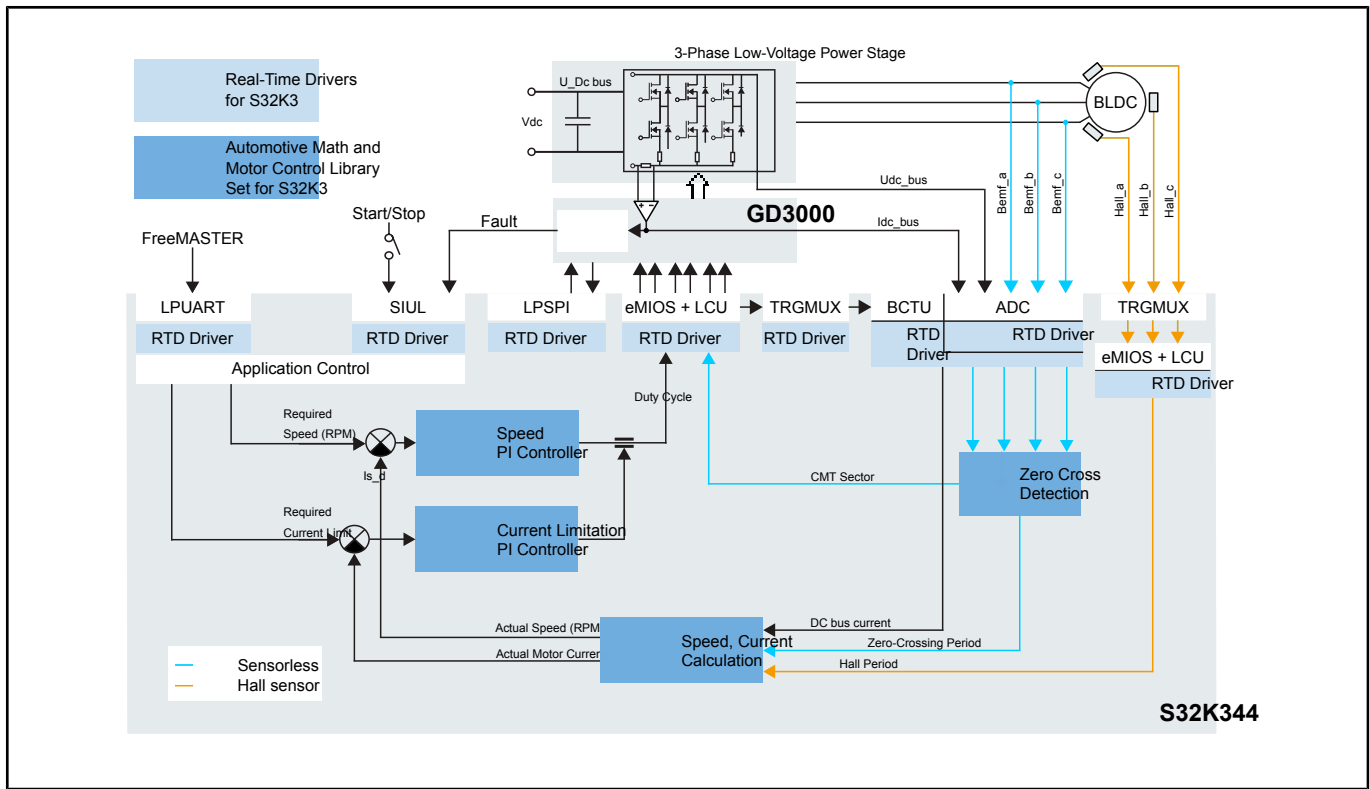 3-Phase Low-Voltage Power Stage
Real-Time Drivers
for S32K3
U_Dc bus
Vdc
BLDC
Automotive Math and
Motor Control Library
Set for S32K3
Udc_bus
Bemf_a
Bemf_b
Bemf_c
Hall_a
Hall_b
Hall_c
Start/Stop
Fault
GD3000
Idc_bus
FreeMASTER
LPUART
SIUL
LPSPI
eMIOS + LCU
TRGMUX
BCTU
ADC
TRGMUX
RTD Driver
RTD Driver
RTD Driver
RTD Driver
RTD Driver
RTD
Driver
RTD Driver
eMIOS + LCU
RTD Driver
Application Control
Duty Cycle
Required
Speed (RPM)
Speed
PI Controller
Is_d
CMT Sector
Zero Cross
Detection
Required
Current Limit
Current Limitation
PI Controller
Actual Speed (RPM
Actual Motor Curren
Speed, Current
Calculation
DC bus current
Zero-Crossing Period
Hall Period
Sensorless
Hall sensor
S32K344